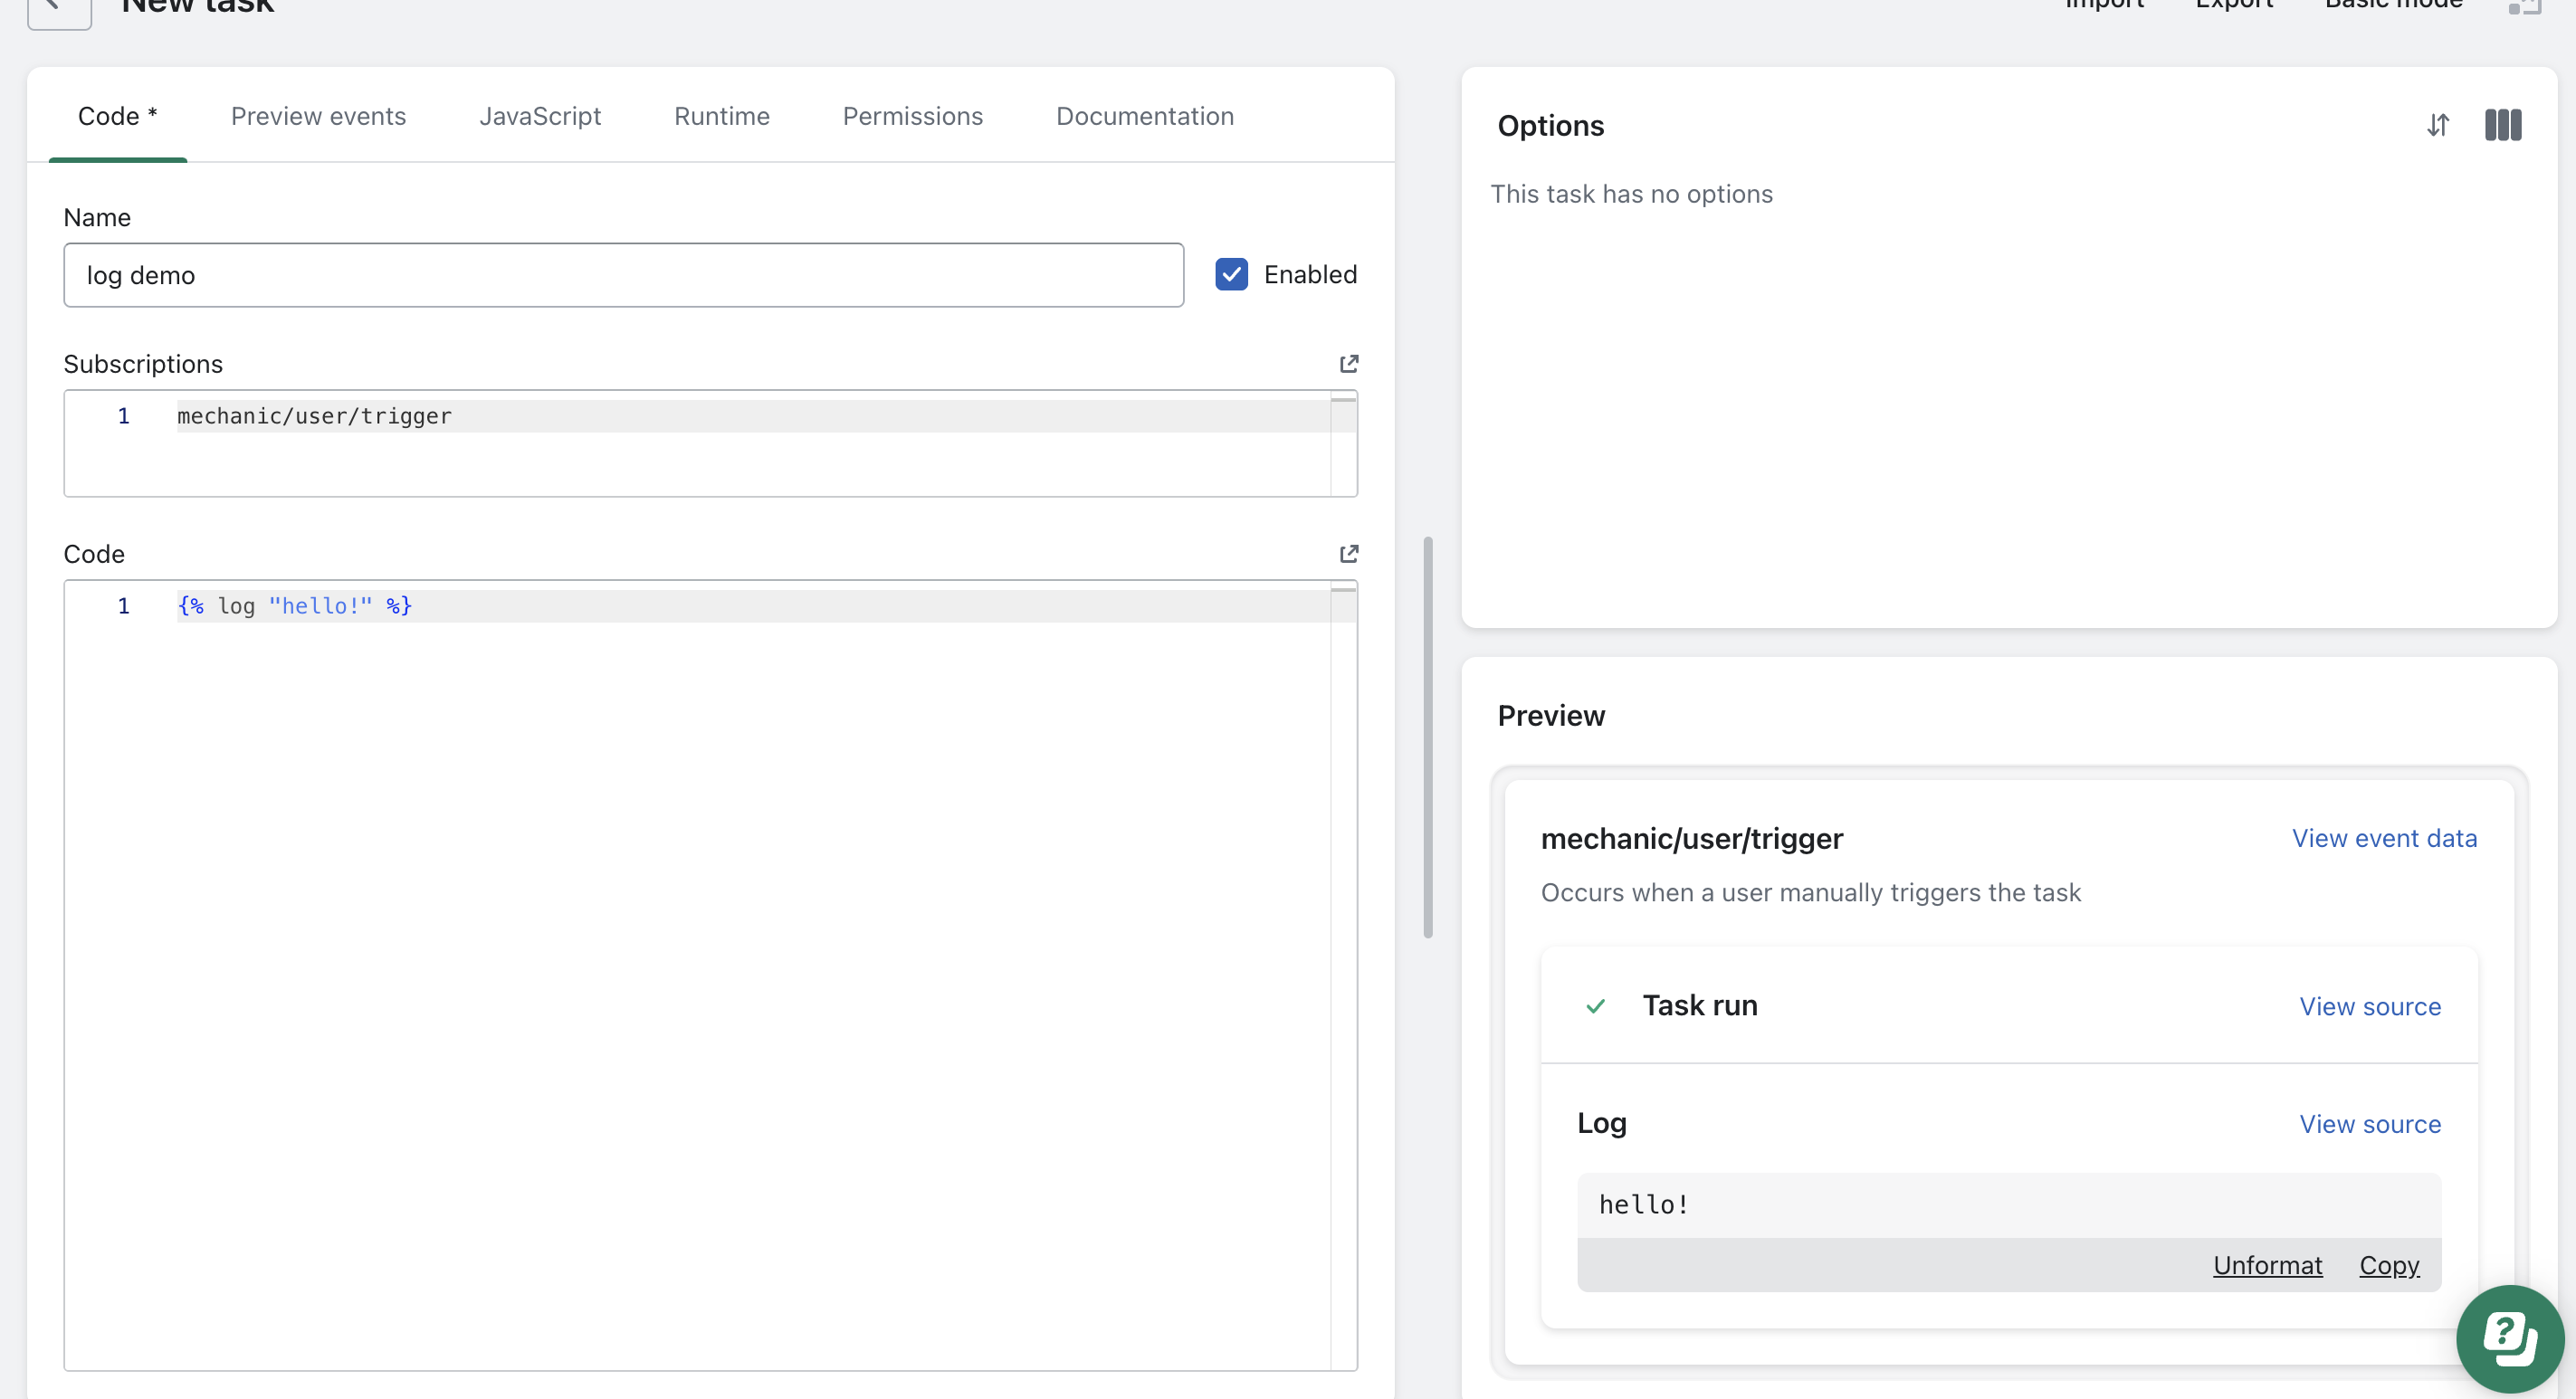 New task
Import Export Basic mode
Code * Preview events JavaScript Runtime Permissions Documentation
Name
log demo
Enabled
Subscriptions
1 mechanic/user/trigger
Code
1 {% log "hello!" %}
Options
This task has no options
Preview
mechanic/user/trigger View event data
Occurs when a user manually triggers the task
Task run View source
Log View source
hello!
Unformat Copy
?